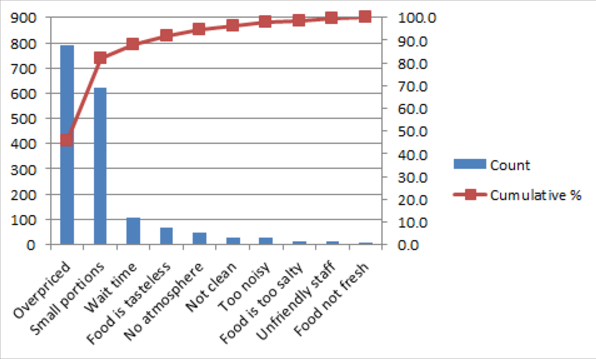 900
800
700
600
500
400
300
200
100
0
100.0
90.0
80.0
70.0
60.0
50.0
40.0
30.0
20.0
10.0
0.0
Count
Cumulative %
Overpriced
Small portions
Wait time
Food is tasteless
No atmosphere
Not clean
Too noisy
Food is too salty
Unfriendly staff
Food not fresh